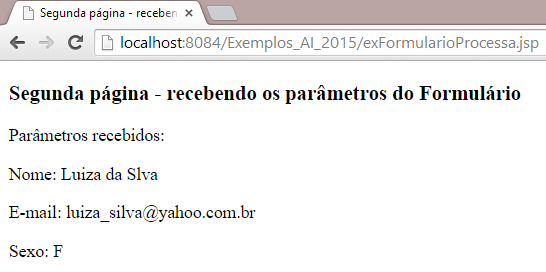 Segunda página - receben
localhost:8084/Exemplos_AI_2015/exFormularioProcessa.jsp
Segunda página - recebendo os parâmetros do Formulário
Parâmetros recebidos:
Nome: Luiza da Slva
E-mail: luiza_silva@yahoo.com.br
Sexo: F